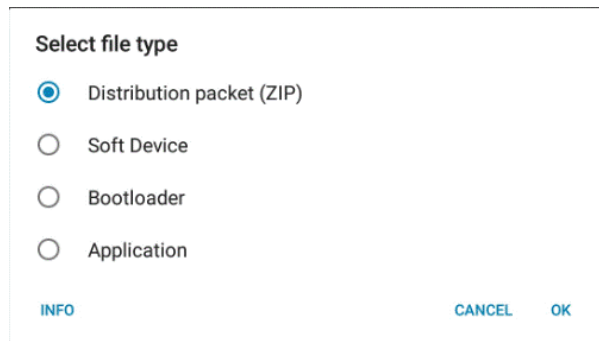 Select file type
Distribution packet (ZIP)
Soft Device
Bootloader
Application
INFO CANCEL OK